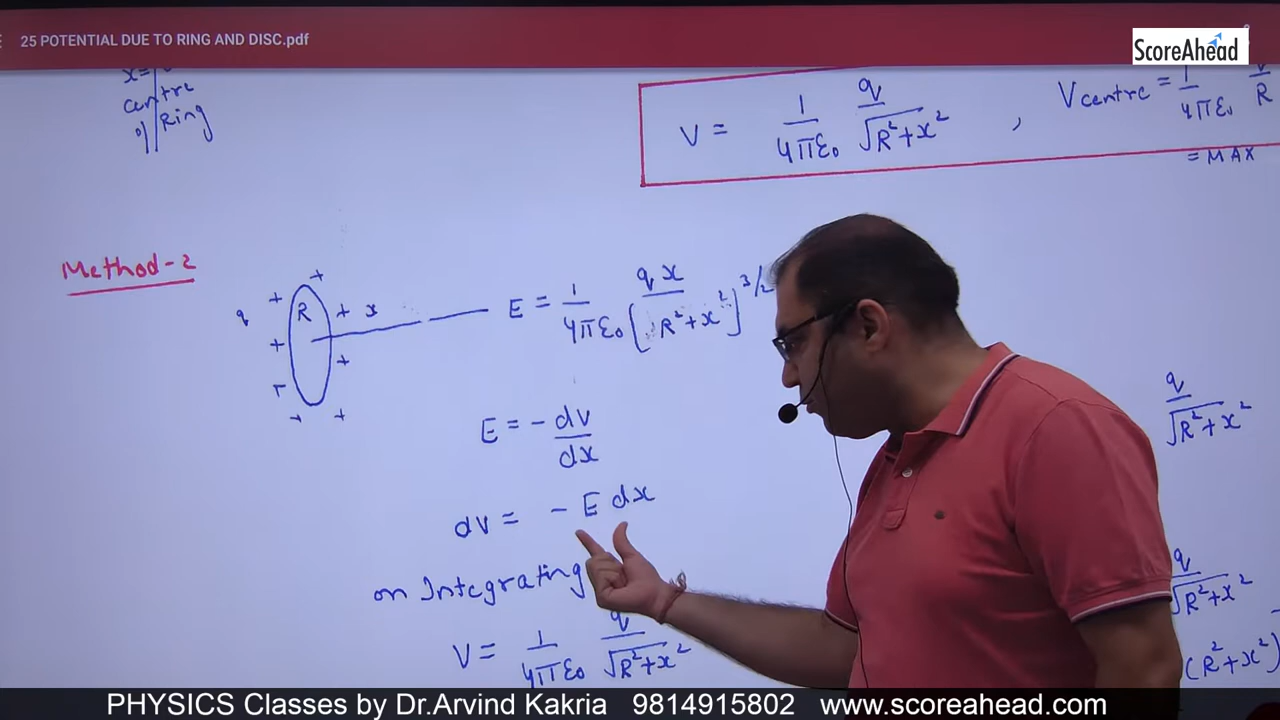 25 POTENTIAL DUE TO RING AND DISC.pdf
ScoreAhead
x=
centre
of Ring
V = 1/4πε₀ q/√R²+x² , Vcentre = 1/4πε₀ /R
= MAX
Method-2
q R + + + + + + + x
E = 1/4πε₀ qx/[R²+x²]^3/2
E = - dv/dx
dv = - E dx
on Integrating
V = 1/4πε₀ q/√R²+x²
q/√R²+x²
q/√R²+x²
(R²+x²)
PHYSICS Classes by Dr.Arvind Kakria 9814915802 www.scoreahead.com